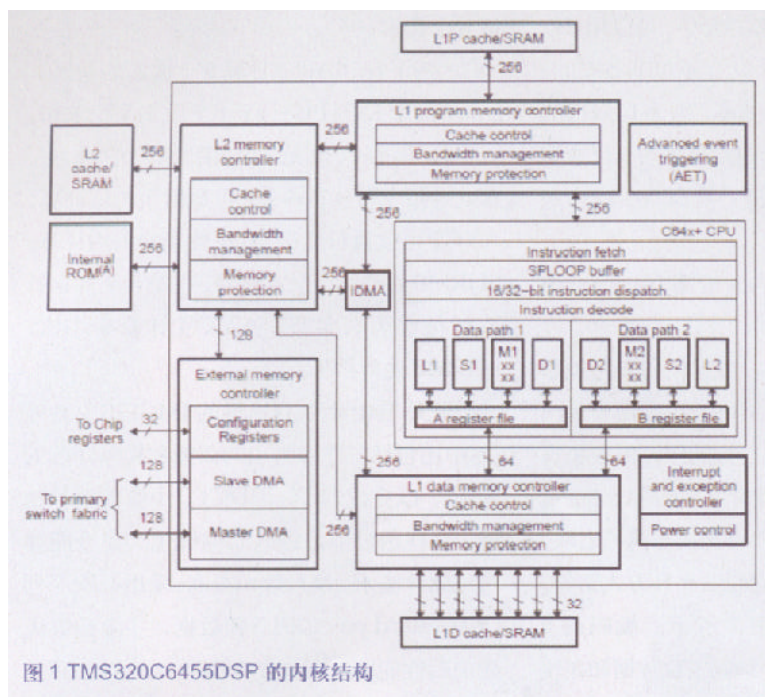 L1P cache/SRAM
256
L1 program memory controller
Cache control
Bandwidth management
Memory protection
Advanced event
triggering
(AET)
L2 memory
controller
Cache
control
Bandwidth
management
Memory
protection
256
L2
cache/
SRAM
256
Internal
ROM(A)
256
256
256
256
IDMA
C64x+ CPU
Instruction fetch
SPLOOP buffer
16/32-bit instruction dispatch
Instruction decode
Data path 1
Data path 2
L1
S1
M1
xx
xx
D1
D2
M2
xx
xx
S2
L2
A register file
B register file
128
External memory
controller
Configuration
Registers
Slave DMA
Master DMA
To Chip
registers
32
128
To primary
switch fabric
128
256
256
64
64
L1 data memory controller
Cache control
Bandwidth management
Memory protection
Interrupt
and exception
controller
Power control
32
L1D cache/SRAM
图 1 TMS320C6455DSP 的内核结构